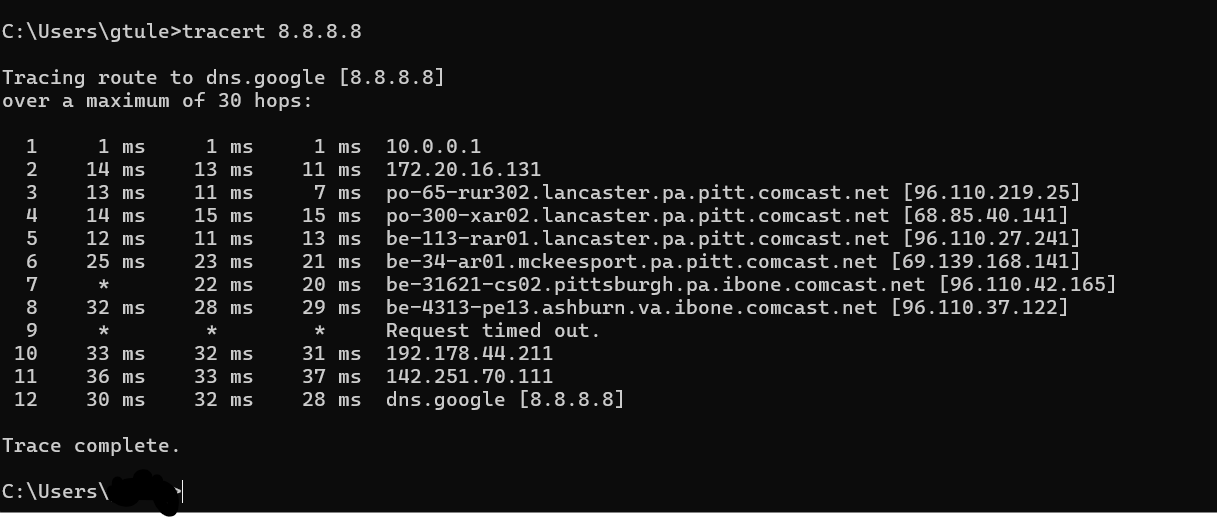 C:\Users\gtule>tracert 8.8.8.8
Tracing route to dns.google [8.8.8.8]
over a maximum of 30 hops:
1 1 ms 1 ms 1 ms 10.0.0.1
2 14 ms 13 ms 11 ms 172.20.16.131
3 13 ms 11 ms 7 ms po-65-rur302.lancaster.pa.pitt.comcast.net [96.110.219.25]
4 14 ms 15 ms 15 ms po-300-xar02.lancaster.pa.pitt.comcast.net [68.85.40.141]
5 12 ms 11 ms 13 ms be-113-rar01.lancaster.pa.pitt.comcast.net [96.110.27.241]
6 25 ms 23 ms 21 ms be-34-ar01.mckeesport.pa.pitt.comcast.net [69.139.168.141]
7 * 22 ms 20 ms be-31621-cs02.pittsburgh.pa.ibone.comcast.net [96.110.42.165]
8 32 ms 28 ms 29 ms be-4313-pe13.ashburn.va.ibone.comcast.net [96.110.37.122]
9 * * * Request timed out.
10 33 ms 32 ms 31 ms 192.178.44.211
11 36 ms 33 ms 37 ms 142.251.70.111
12 30 ms 32 ms 28 ms dns.google [8.8.8.8]
Trace complete.
C:\Users\>